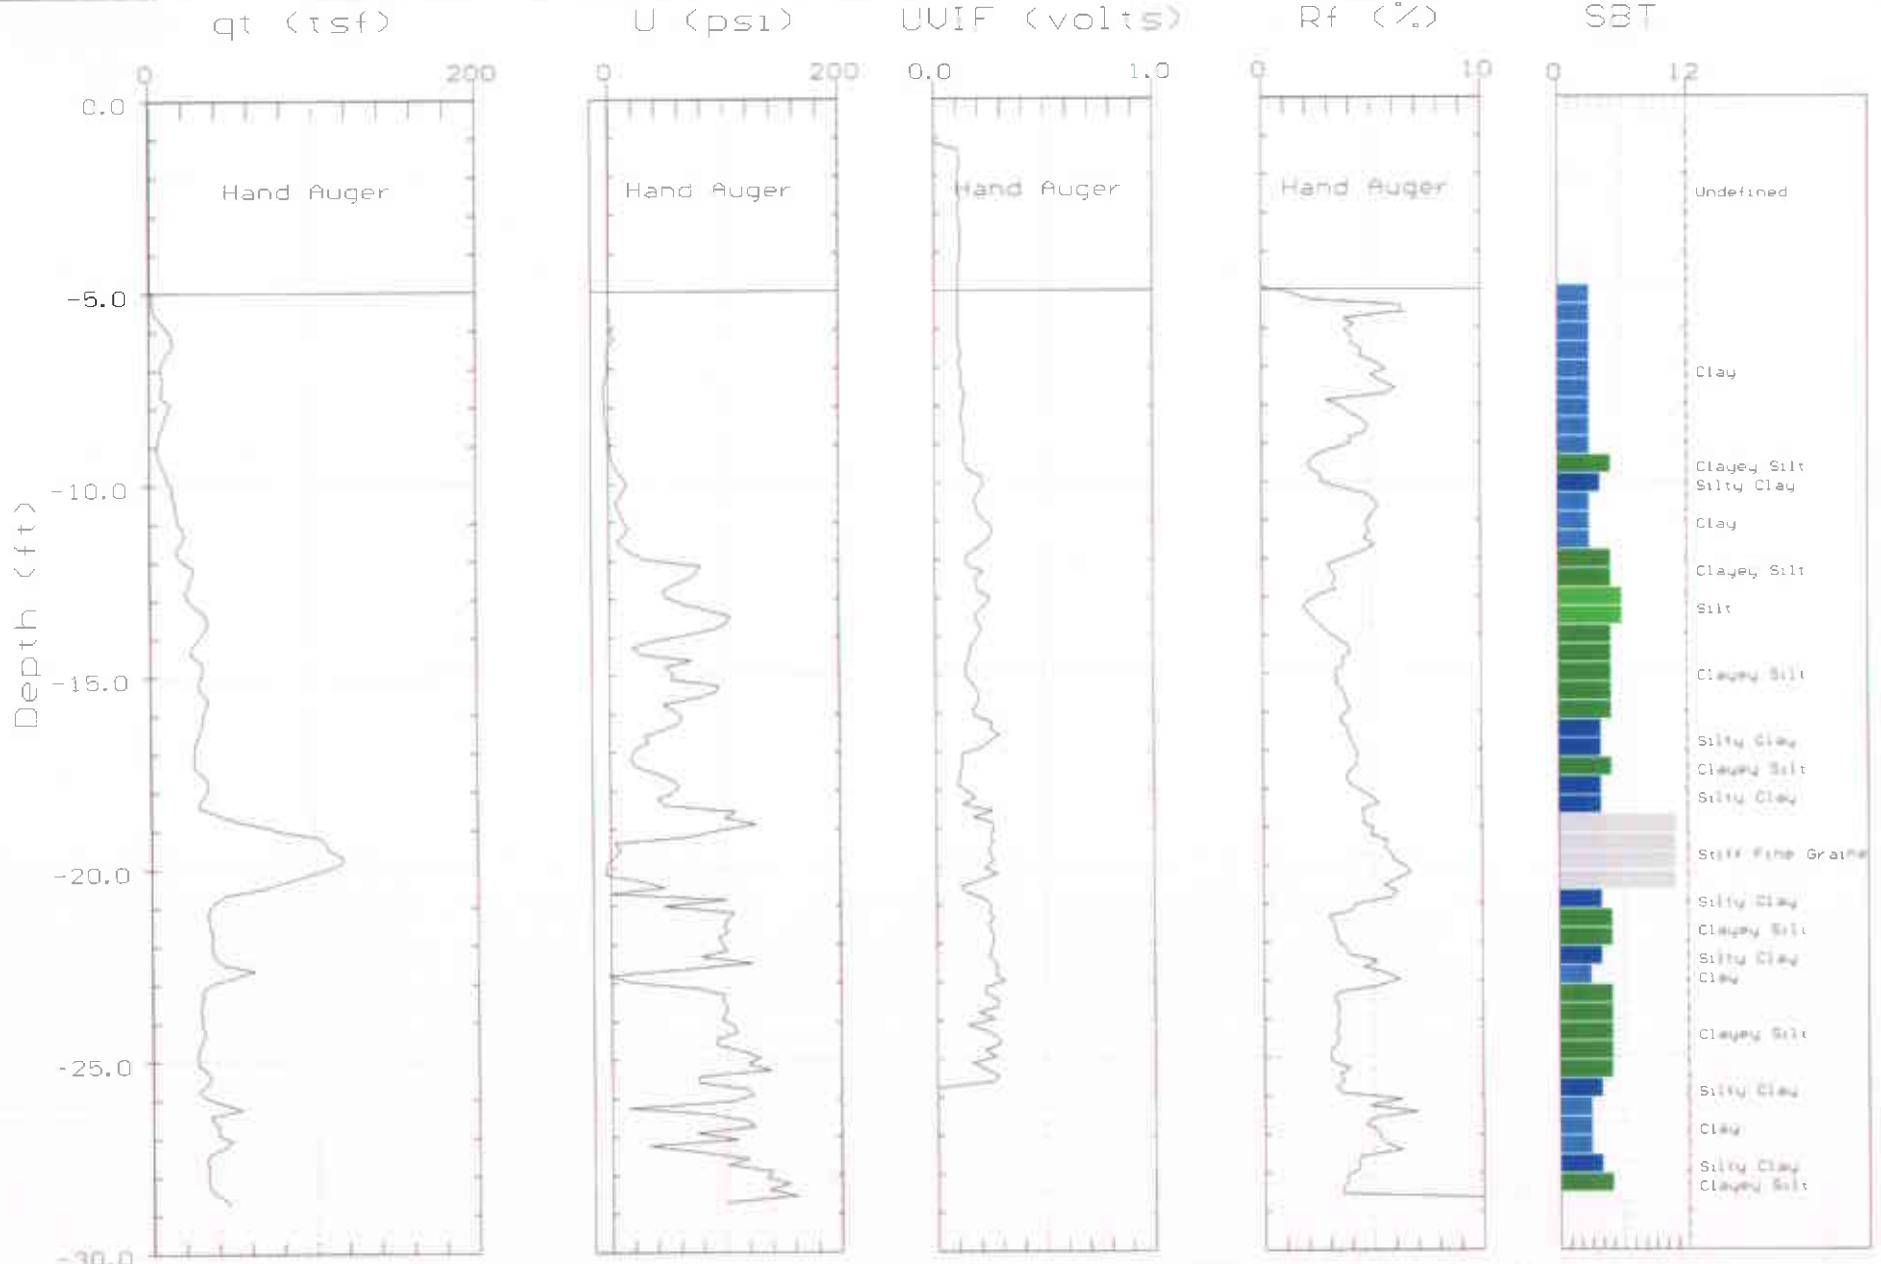 qt (tsf)
U (psi)
UVIF (volts)
Rf (%)
SBT
0
200
0
200
0.0
1.0
0
10
0
12
0.0
Hand Auger
Hand Auger
Hand Auger
Hand Auger
Undefined
-5.0
Clay
Clayey Silt
Silty Clay
-10.0
Clay
Clayey Silt
Silt
Depth (ft)
-15.0
Clayey Silt
Silty Clay
Clayey Silt
Silty Clay
Stiff Fine Graine
-20.0
Silty Clay
Clayey Silt
Silty Clay
Clay
Clayey Silt
-25.0
Silty Clay
Clay
Silty Clay
Clayey Silt
-30.0